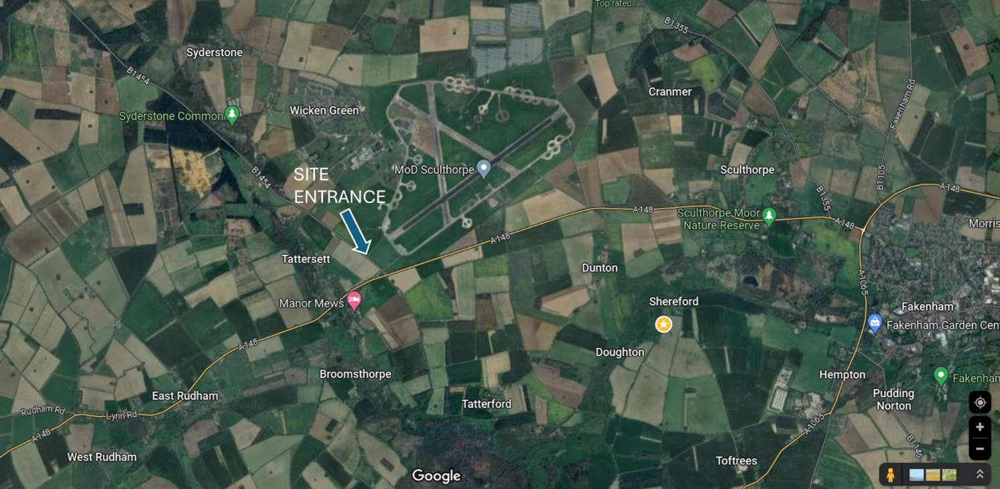 Top rated
B1355
Syderstone
B1454
Cranmer
Fakenham Rd
Wicken Green
Syderstone Common
MoD Sculthorpe
Sculthorpe
B1454
SITE
ENTRANCE
B1105
B1355
A148
A148
Sculthorpe Moor
Nature Reserve
A148
Morris
A148
Tattersett
Dunton
A1065
Manor Mews
Shereford
Fakenham
Fakenham Garden Cen
A148
Doughton
Broomsthorpe
Hempton
Fakenham
East Rudham
Pudding
Norton
Tatterford
Rudham Rd
Lynn Rd
A148
A1065
B1146
West Rudham
Toftrees
Google